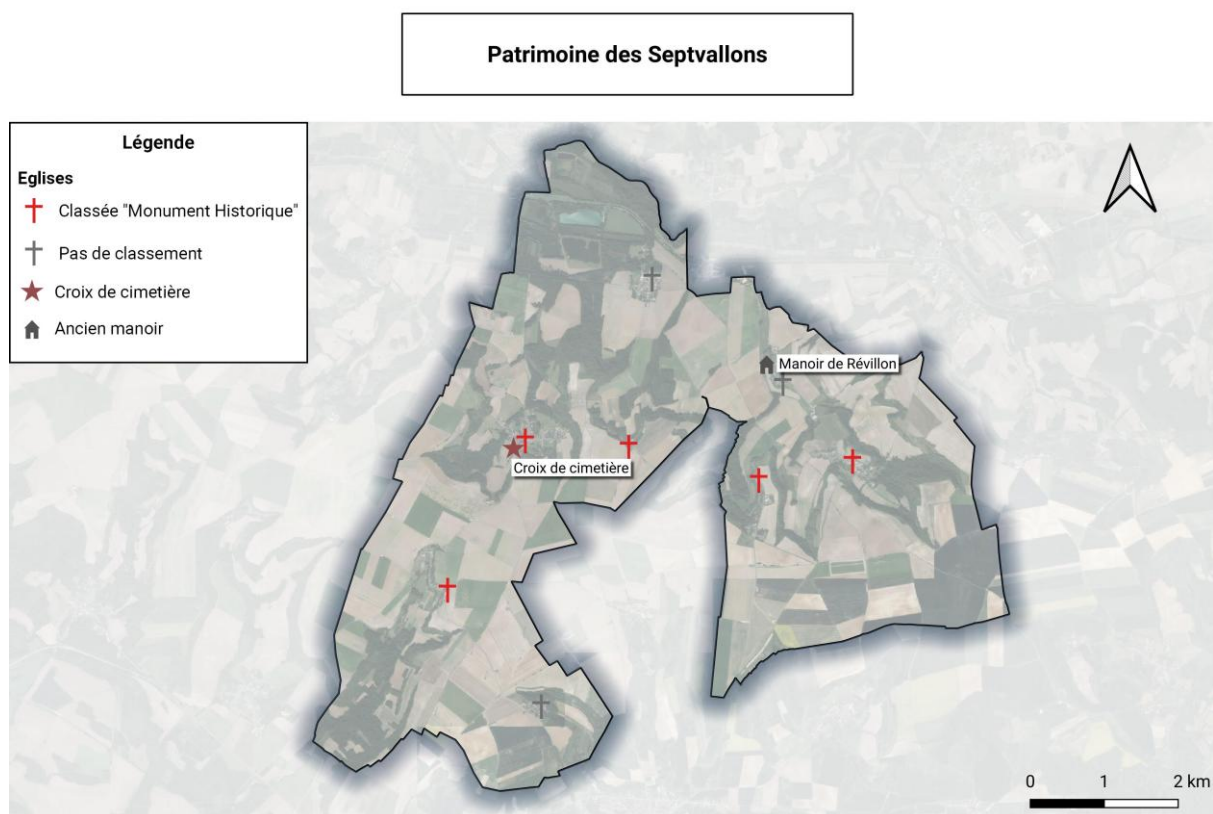 Patrimoine des Septvallons
Légende
Eglises
Classée "Monument Historique"
Pas de classement
Croix de cimetière
Ancien manoir
Manoir de Révillon
Croix de cimetière
0 1 2 km